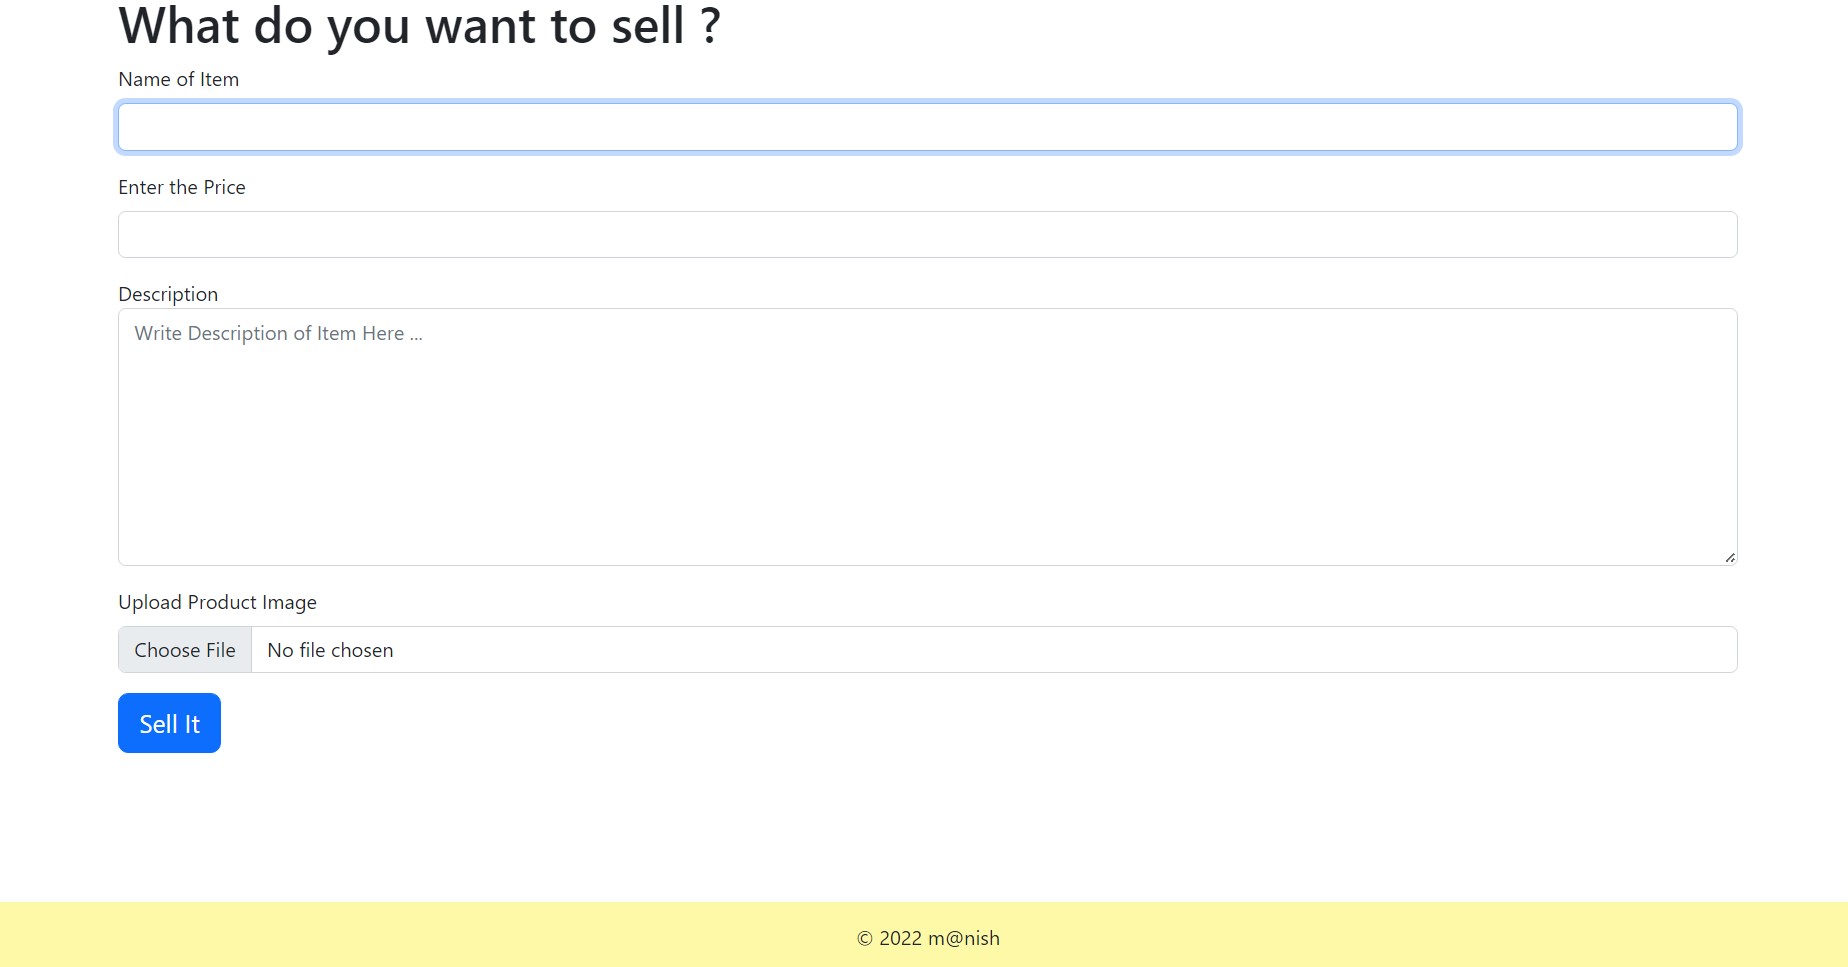 What do you want to sell ?
Name of Item
Enter the Price
Description
Write Description of Item Here ...
Upload Product Image
Choose File No file chosen
Sell It
© 2022 m@nish